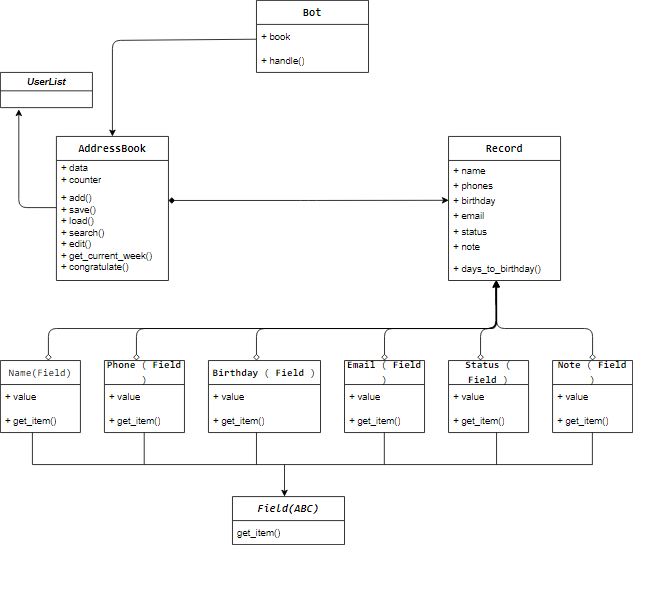 Bot
+ book
+ handle()
UserList
AddressBook
+ data
+ counter
+ add()
+ save()
+ load()
+ search()
+ edit()
+ get_current_week()
+ congratulate()
Record
+ name
+ phones
+ birthday
+ email
+ status
+ note
+ days_to_birthday()
Name(Field)
+ value
+ get_item()
Phone ( Field
)
+ value
+ get_item()
Birthday ( Field )
+ value
+ get_item()
Email ( Field
)
+ value
+ get_item()
Status (
Field )
+ value
+ get_item()
Note ( Field
)
+ value
+ get_item()
Field(ABC)
get_item()